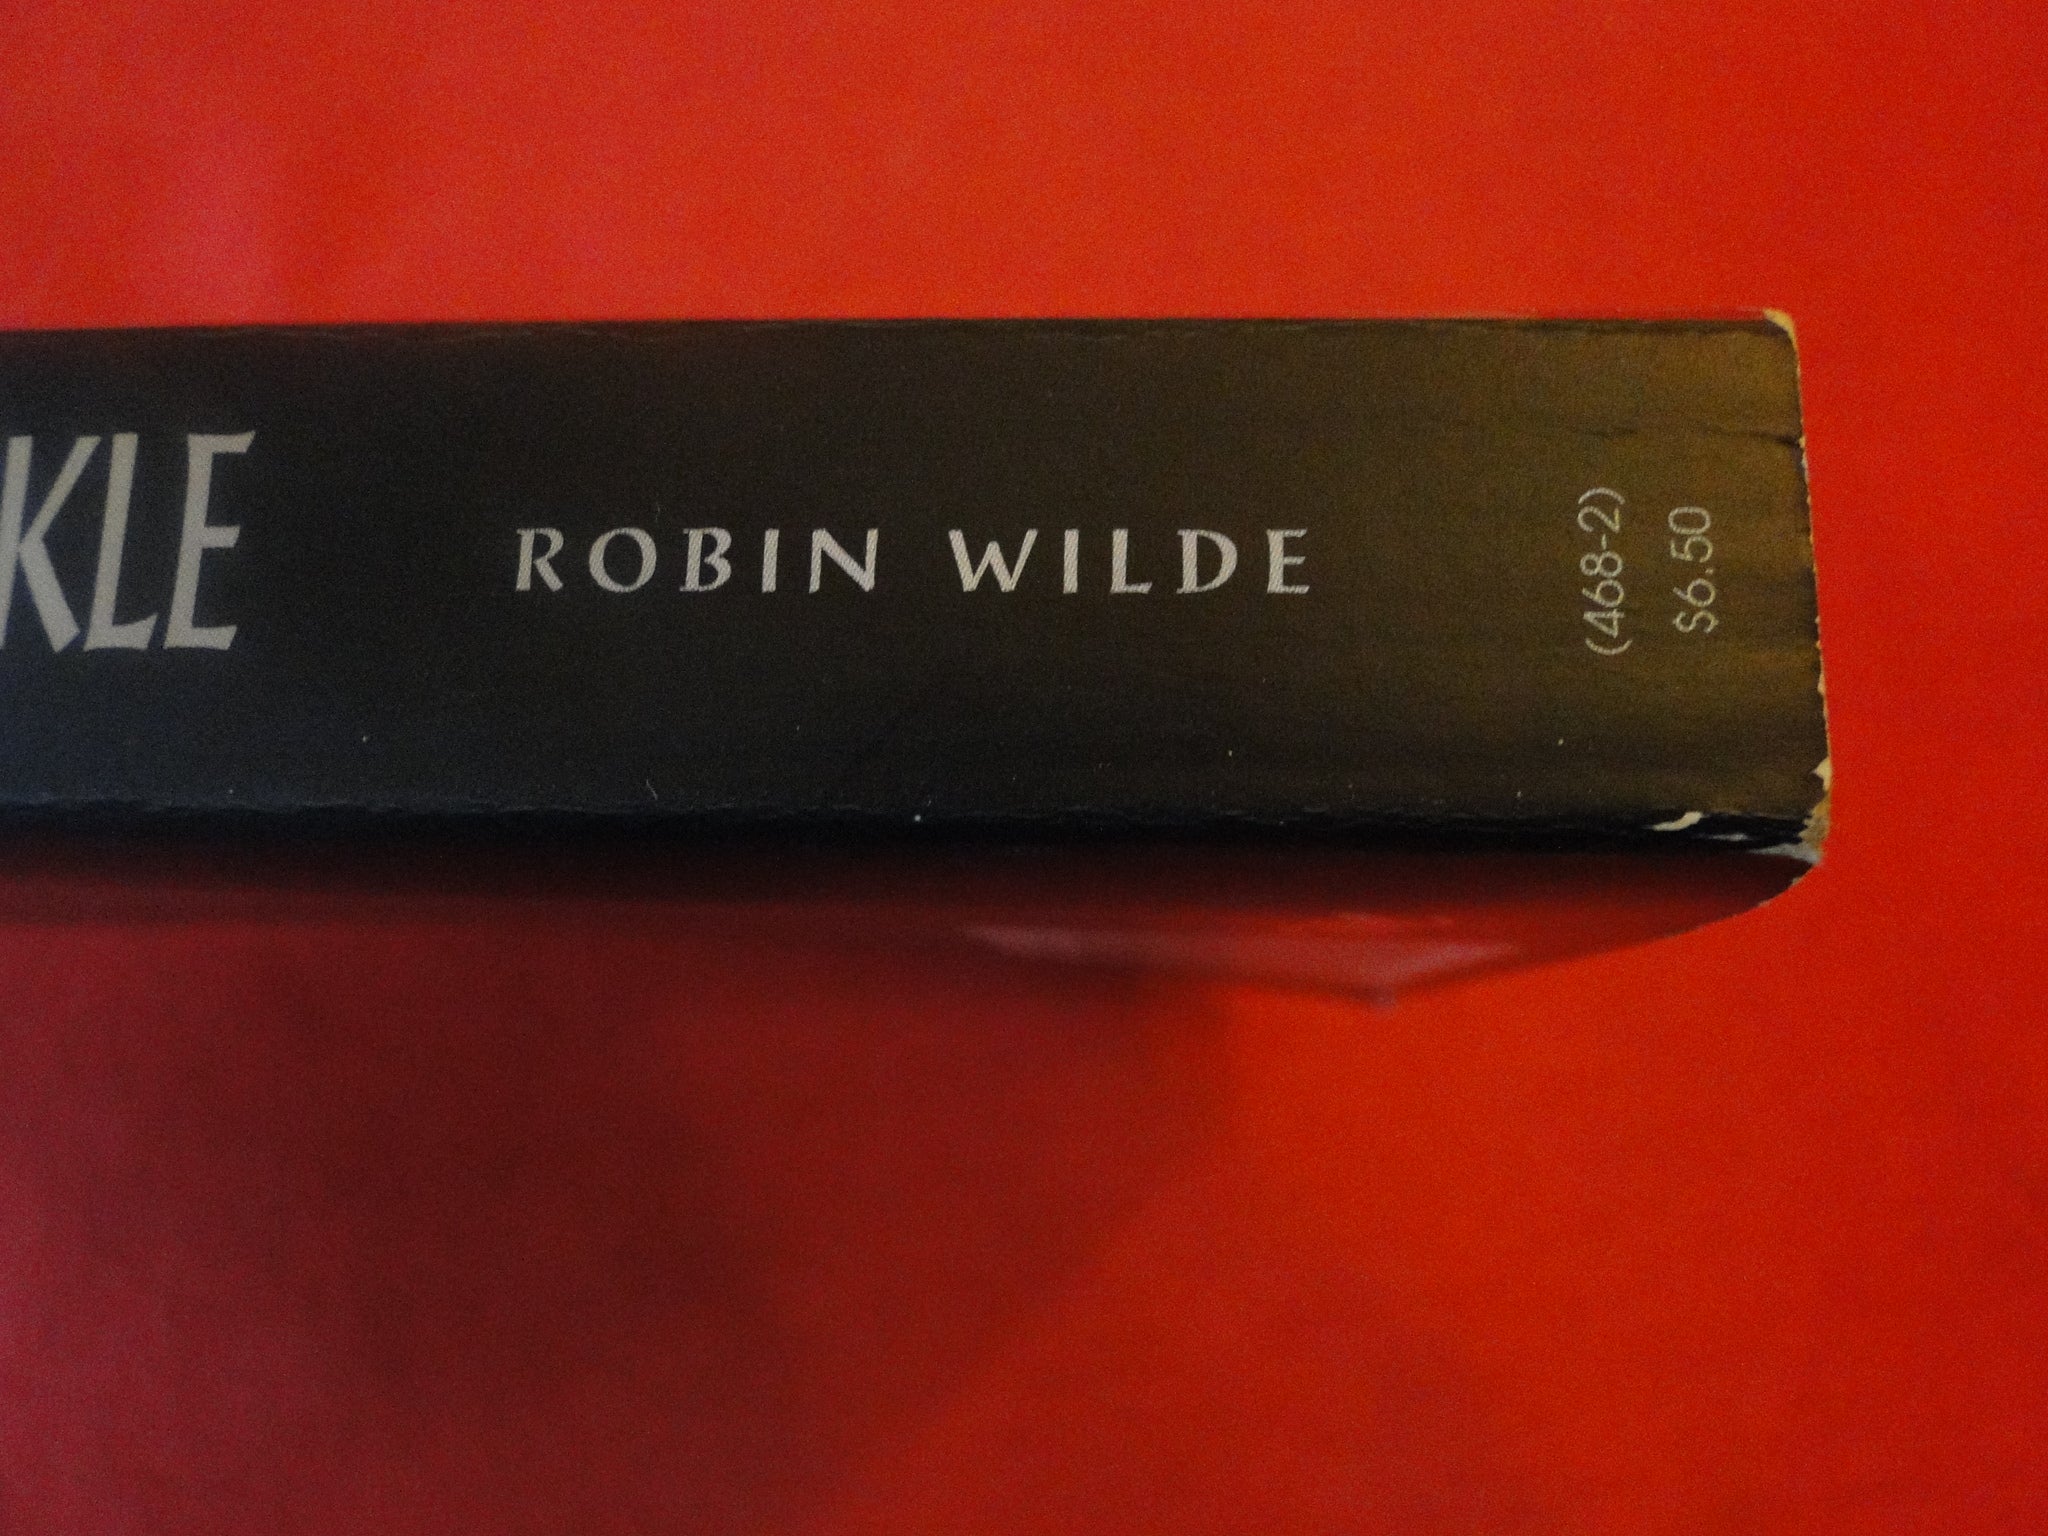 KLE
ROBIN WILDE
(468-2)
$6.50